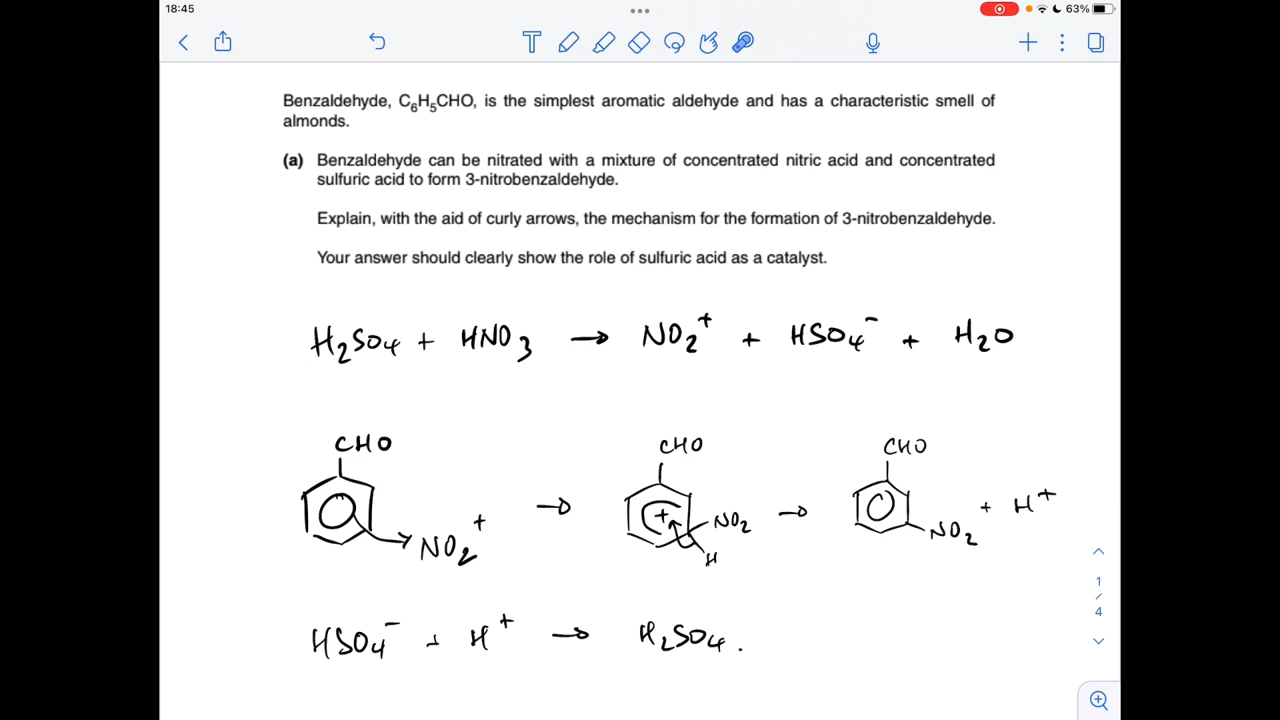 18:45
63%
Benzaldehyde, C₆H₅CHO, is the simplest aromatic aldehyde and has a characteristic smell of
almonds.
(a) Benzaldehyde can be nitrated with a mixture of concentrated nitric acid and concentrated
sulfuric acid to form 3-nitrobenzaldehyde.
Explain, with the aid of curly arrows, the mechanism for the formation of 3-nitrobenzaldehyde.
Your answer should clearly show the role of sulfuric acid as a catalyst.
H₂SO₄ + HNO₃ → NO₂⁺ + HSO₄⁻ + H₂O
CHO CHO CHO
NO₂⁺ → + NO₂ H → NO₂ + H⁺
HSO₄⁻ + H⁺ → H₂SO₄.
1
/
4